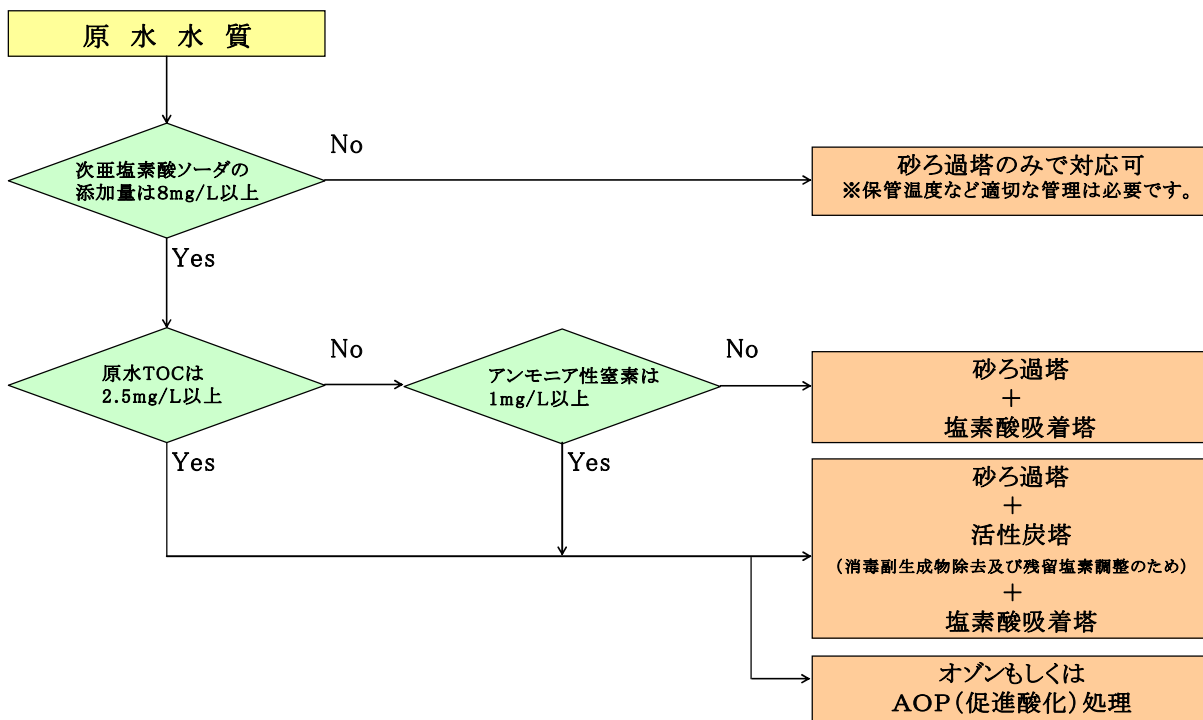 原 水 水 質
次亜塩素酸ソーダの
添加量は8mg/L以上
No
砂ろ過塔のみで対応可
※保管温度など適切な管理は必要です。
Yes
原水TOCは
2.5mg/L以上
No
アンモニア性窒素は
1mg/L以上
No
砂ろ過塔
+
塩素酸吸着塔
Yes
Yes
砂ろ過塔
+
活性炭塔
(消毒副生成物除去及び残留塩素調整のため)
+
塩素酸吸着塔
オゾンもしくは
AOP(促進酸化)処理